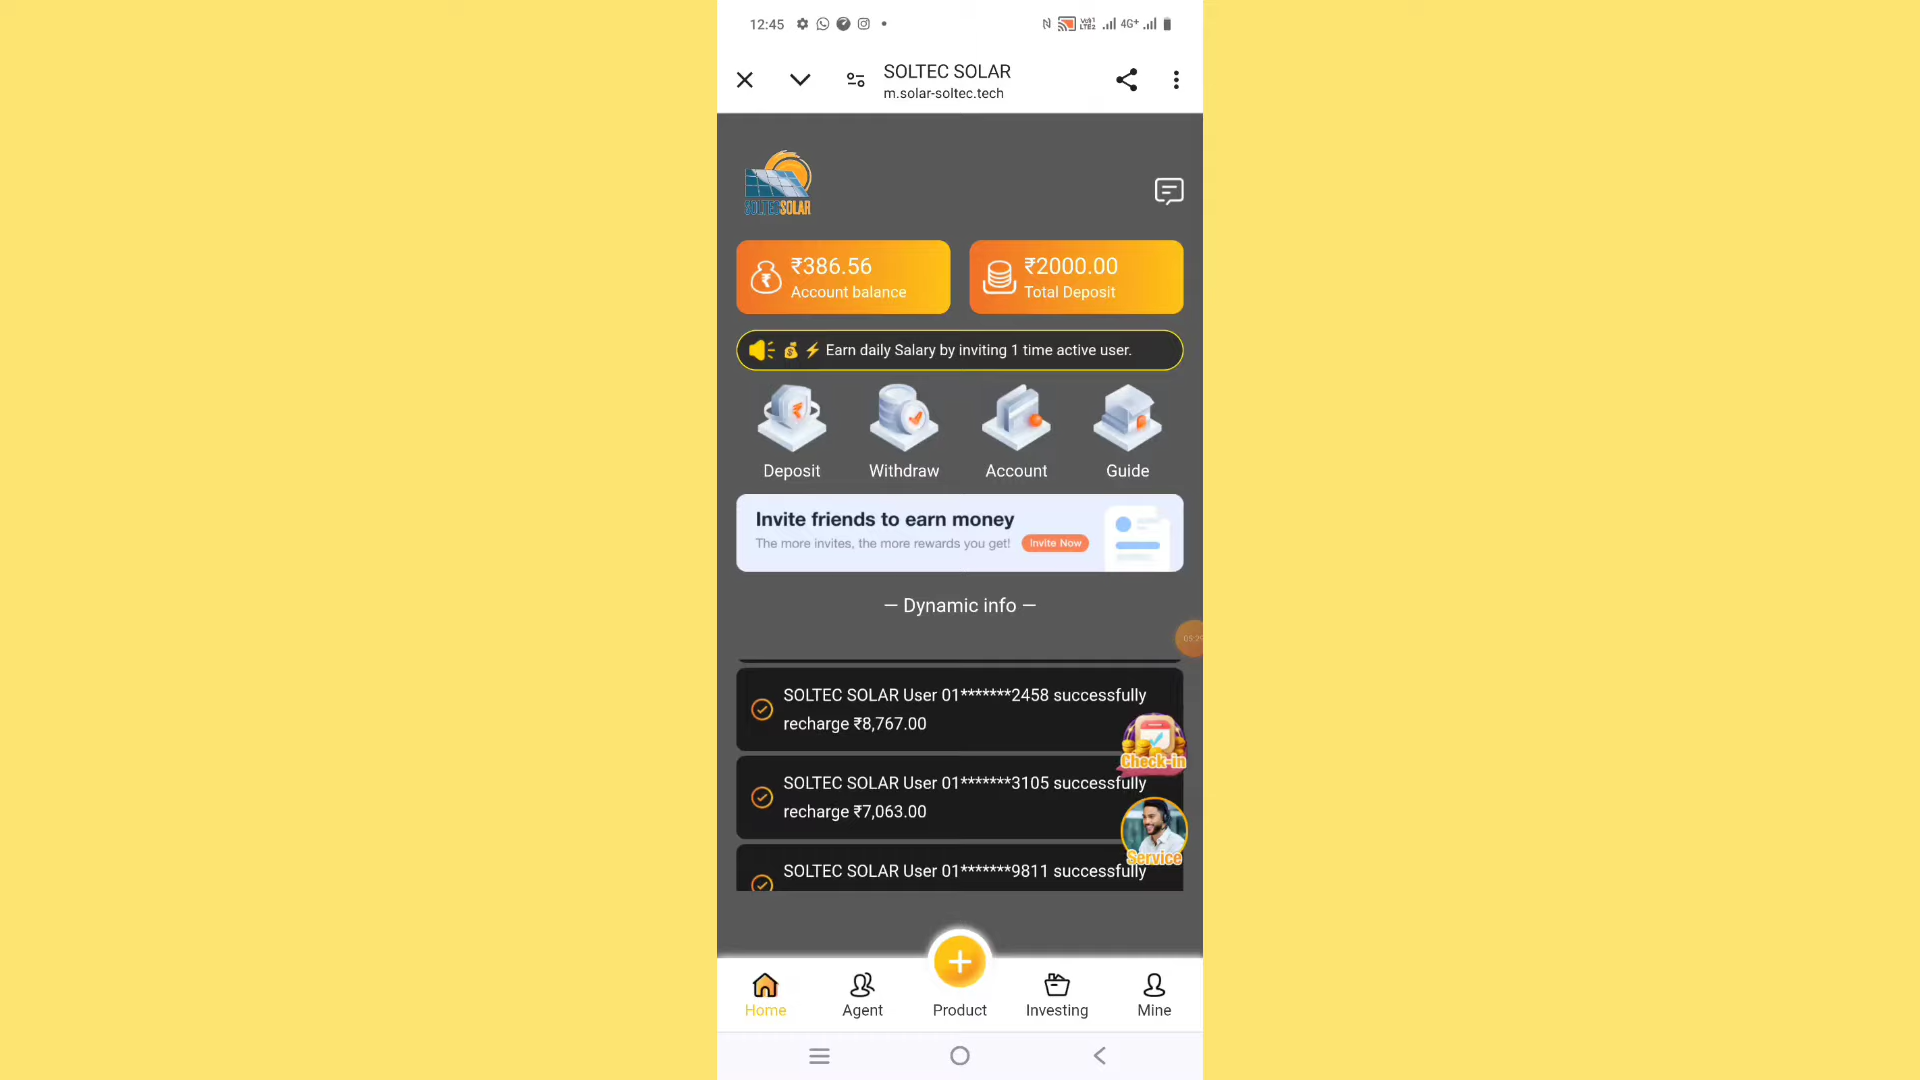 12:45
4G+
SOLTEC SOLAR
m.solar-soltec.tech
SOLTECSOLAR
₹386.56
Account balance
₹2000.00
Total Deposit
💰 ⚡ Earn daily Salary by inviting 1 time active user.
Deposit
Withdraw
Account
Guide
Invite friends to earn money
The more invites, the more rewards you get!
Invite Now
— Dynamic info —
SOLTEC SOLAR User 01*******2458 successfully
recharge ₹8,767.00
SOLTEC SOLAR User 01*******3105 successfully
recharge ₹7,063.00
SOLTEC SOLAR User 01*******9811 successfully
Check-in
Service
Home
Agent
Product
Investing
Mine